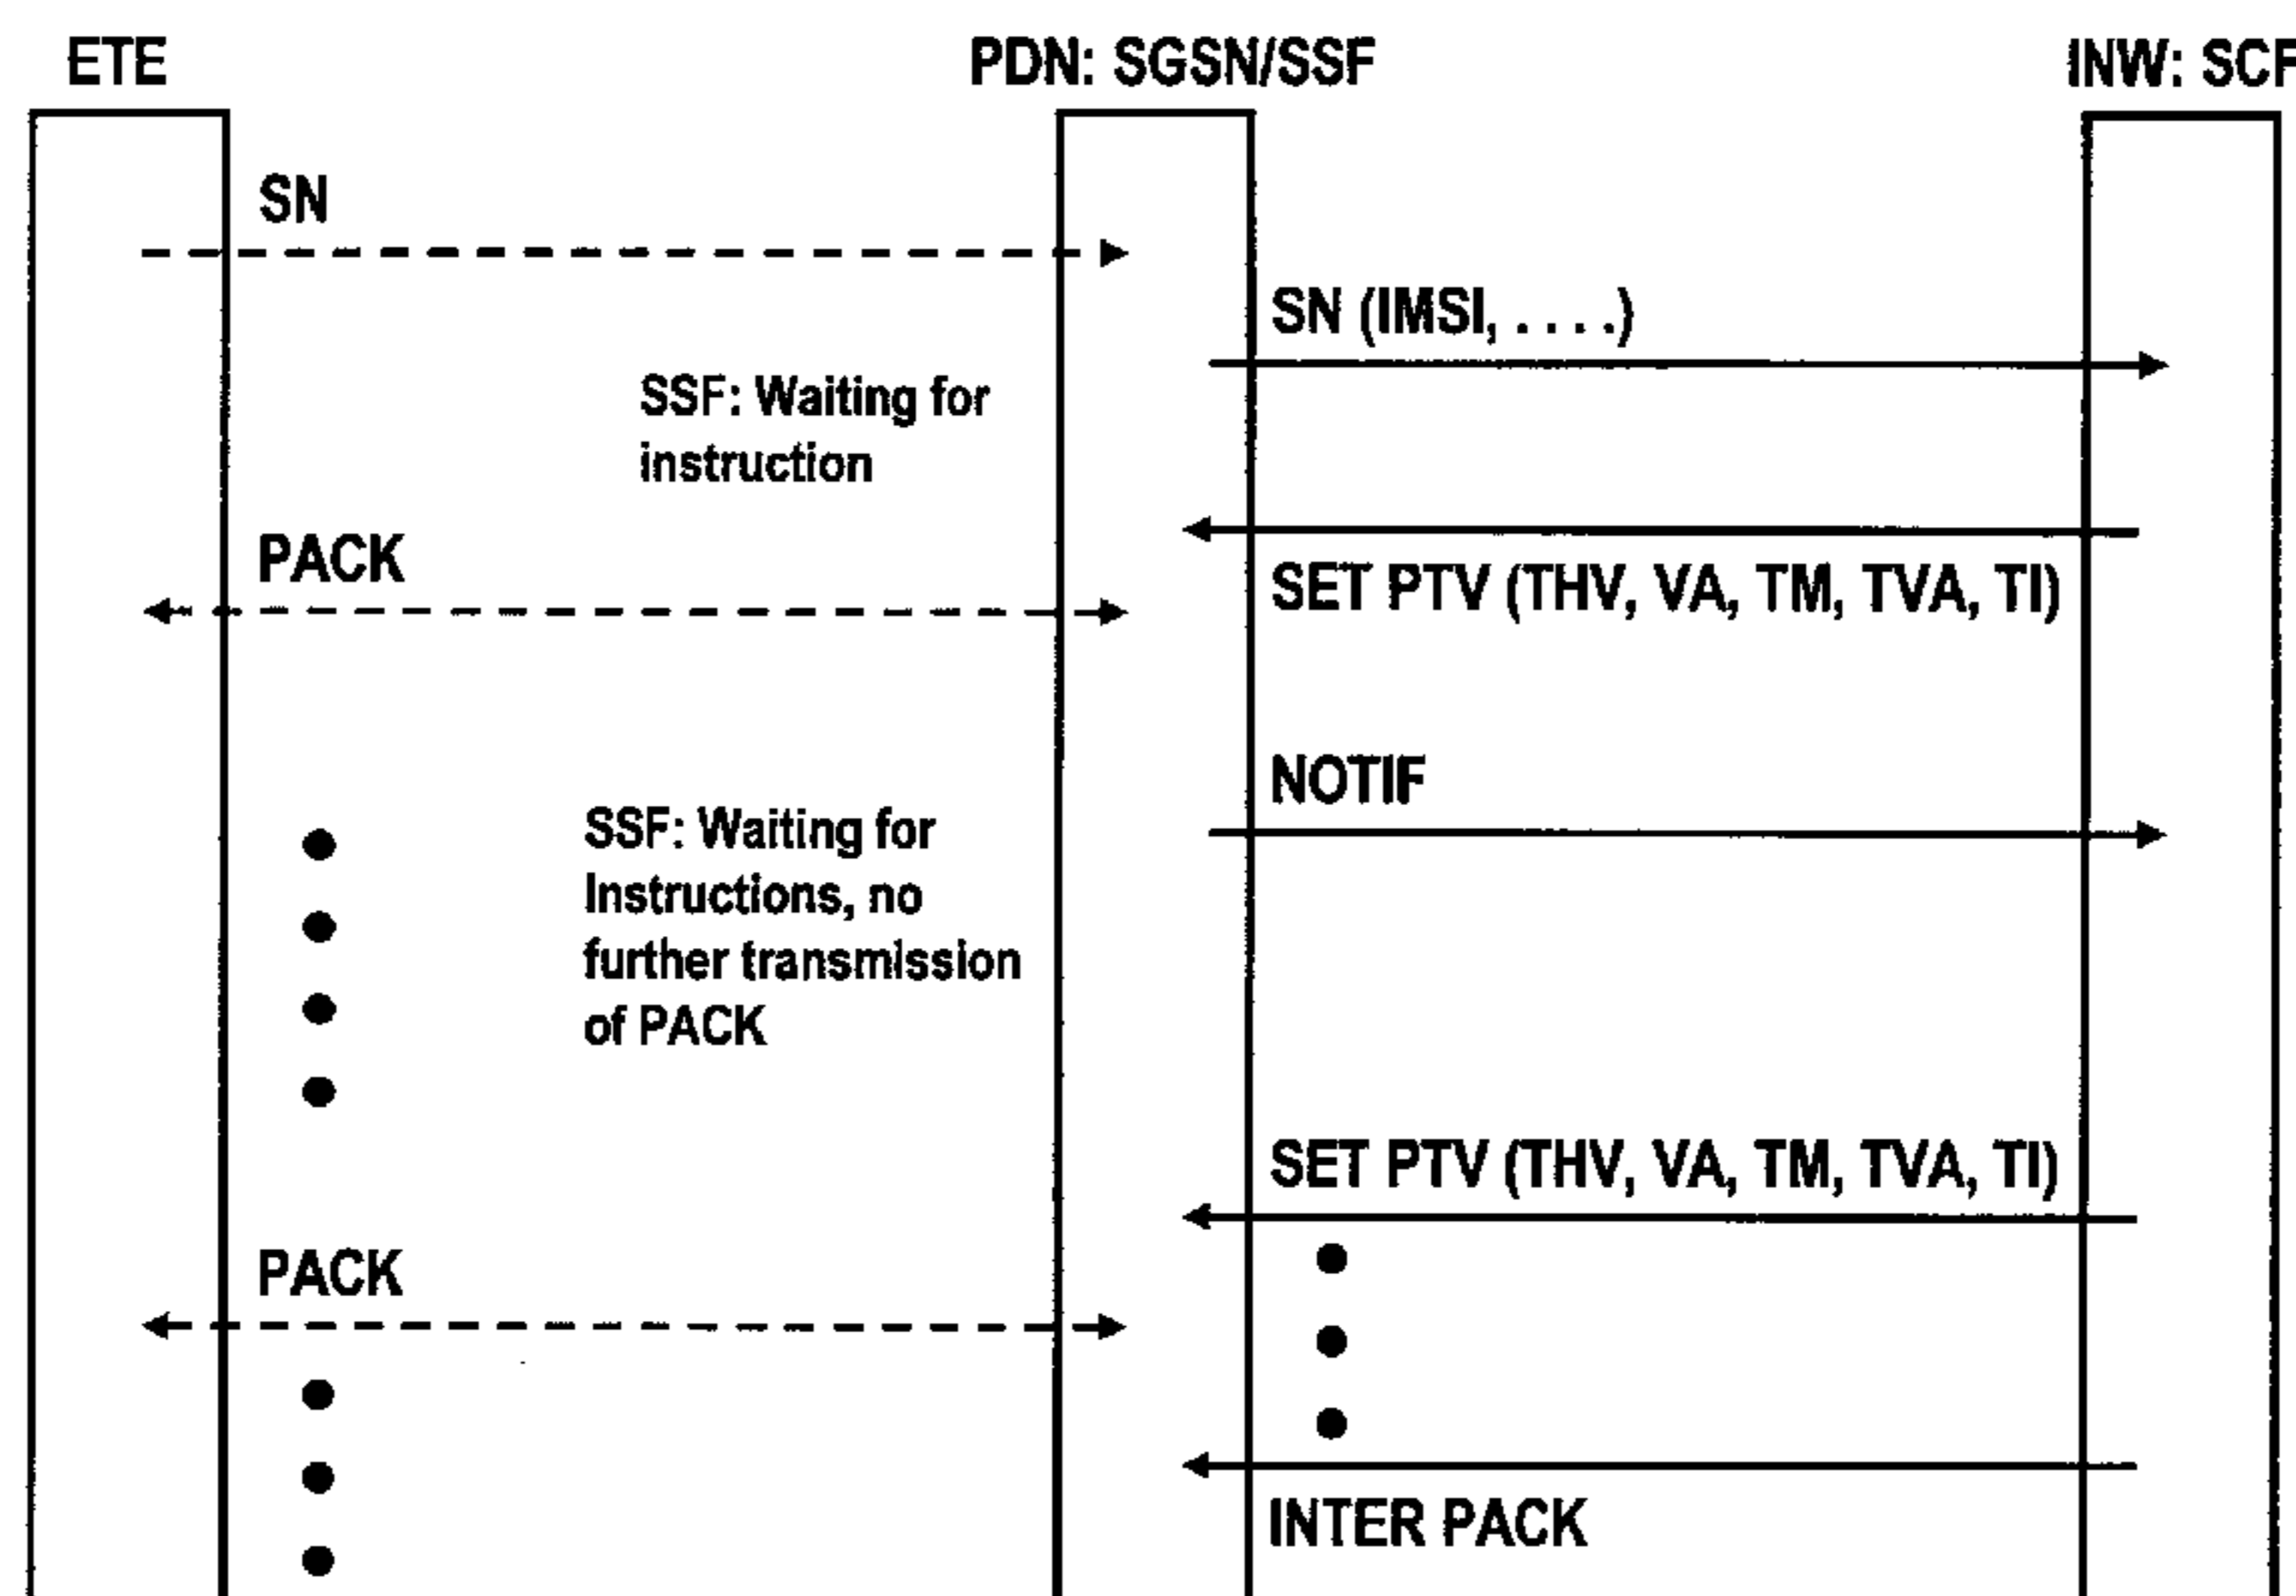 ETE
PDN: SGSN/SSF
INW: SCF
SN
SN (IMSI, . . . .)
SSF: Waiting for
instruction
PACK
SET PTV (THV, VA, TM, TVA, TI)
NOTIF
SSF: Waiting for
Instructions, no
further transmission
of PACK
SET PTV (THV, VA, TM, TVA, TI)
PACK
INTER PACK